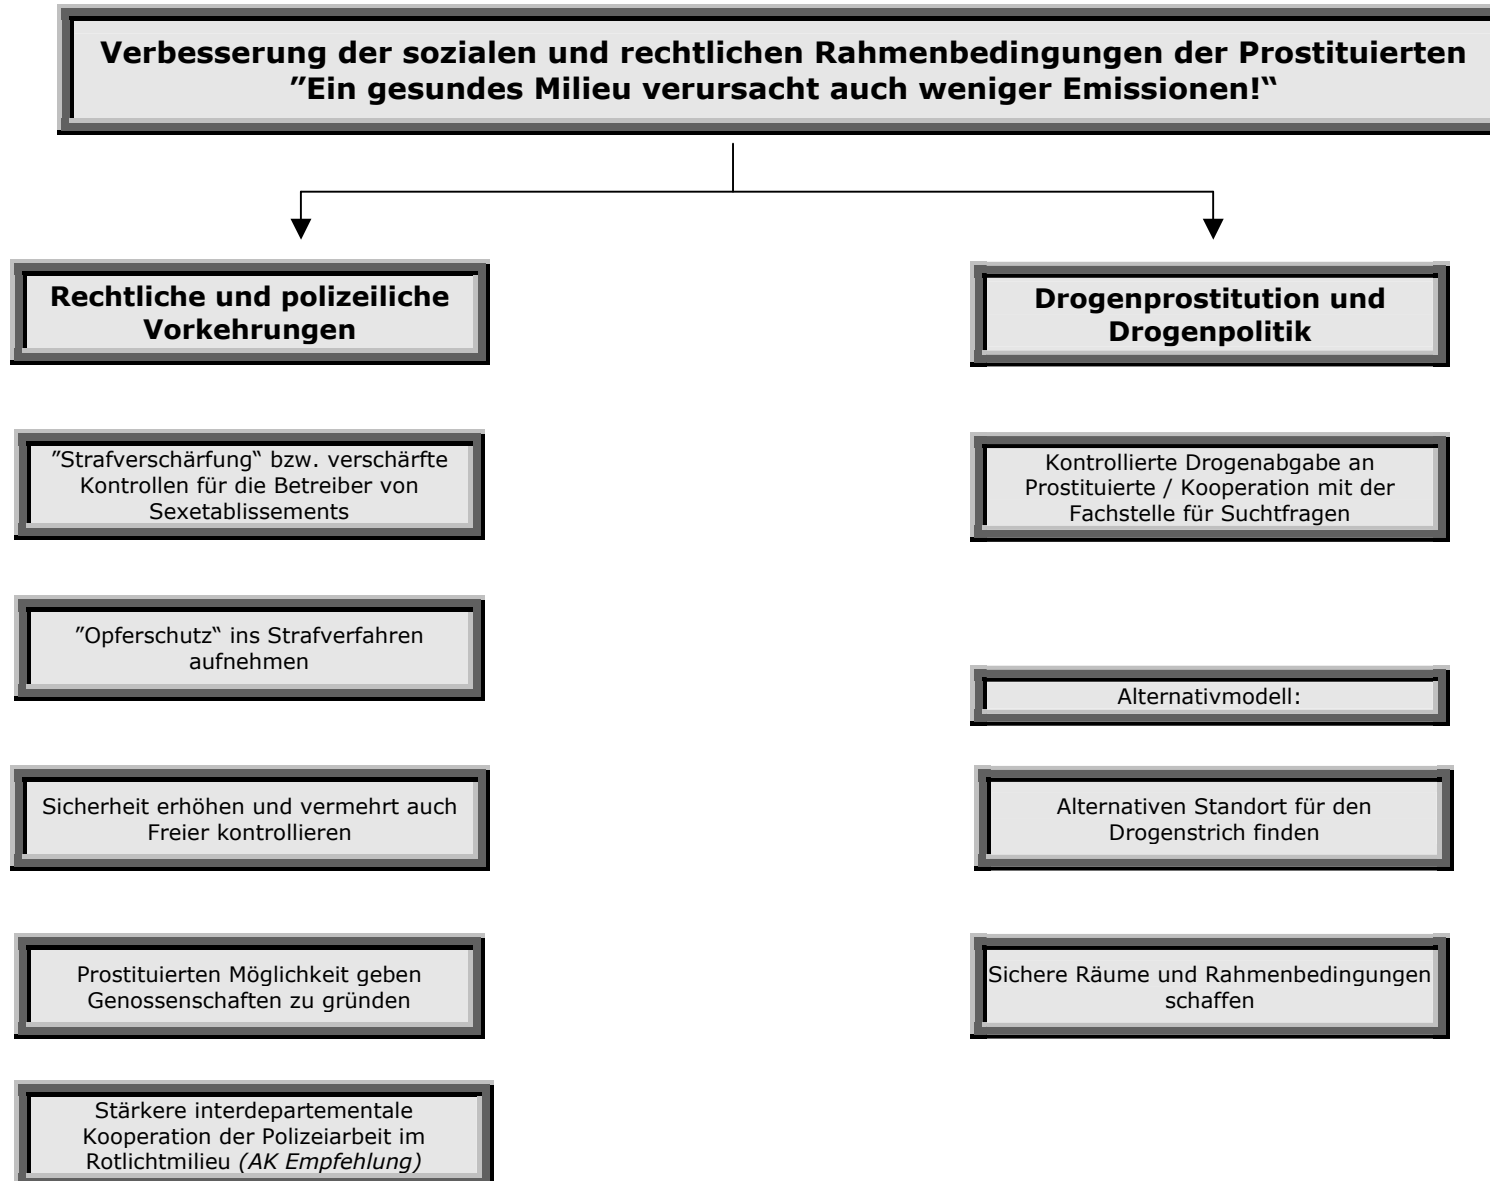 Verbesserung der sozialen und rechtlichen Rahmenbedingungen der Prostituierten
"Ein gesundes Milieu verursacht auch weniger Emissionen!“
Rechtliche und polizeiliche
Vorkehrungen
"Strafverschärfung“ bzw. verschärfte
Kontrollen für die Betreiber von
Sexetablissements
"Opferschutz“ ins Strafverfahren
aufnehmen
Sicherheit erhöhen und vermehrt auch
Freier kontrollieren
Prostituierten Möglichkeit geben
Genossenschaften zu gründen
Stärkere interdepartementale
Kooperation der Polizeiarbeit im
Rotlichtmilieu (AK Empfehlung)
Drogenprostitution und
Drogenpolitik
Kontrollierte Drogenabgabe an
Prostituierte / Kooperation mit der
Fachstelle für Suchtfragen
Alternativmodell:
Alternativen Standort für den
Drogenstrich finden
Sichere Räume und Rahmenbedingungen
schaffen